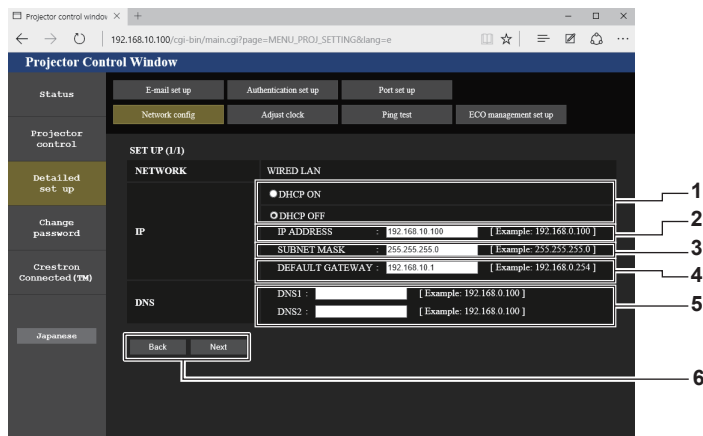 Projector control window
192.168.10.100/cgi-bin/main.cgi?page=MENU_PROJ_SETTING&lang=e
Projector Control Window
Status
Projector
control
Detailed
set up
Change
password
Crestron
Connected(TM)
Japanese
E-mail set up Authentication set up Port set up
Network config Adjust clock Ping test ECO management set up
SET UP (1/1)
NETWORK WIRED LAN
IP
DHCP ON
DHCP OFF
IP ADDRESS : 192.168.10.100 [ Example: 192.168.0.100 ]
SUBNET MASK : 255.255.255.0 [ Example: 255.255.255.0 ]
DEFAULT GATEWAY : 192.168.10.1 [ Example: 192.168.0.254 ]
DNS
DNS1 : [ Example: 192.168.0.100 ]
DNS2 : [ Example: 192.168.0.100 ]
Back Next
1
2
3
4
5
6